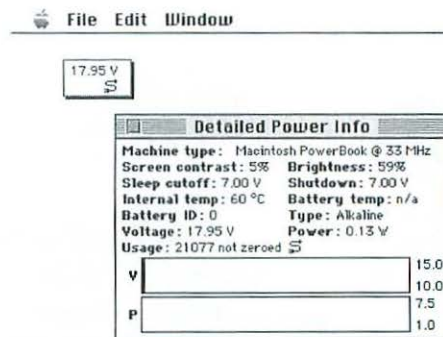 File Edit Window
17.95 V
Detailed Power Info
Machine type: Macintosh PowerBook @ 33 MHz
Screen contrast: 5% Brightness: 59%
Sleep cutoff: 7.00 V Shutdown: 7.00 V
Internal temp: 60 °C Battery temp: n/a
Battery ID: 0 Type: Alkaline
Voltage: 17.95 V Power: 0.13 W
Usage: 21077 not zeroed
V 15.0
10.0
P 7.5
1.0